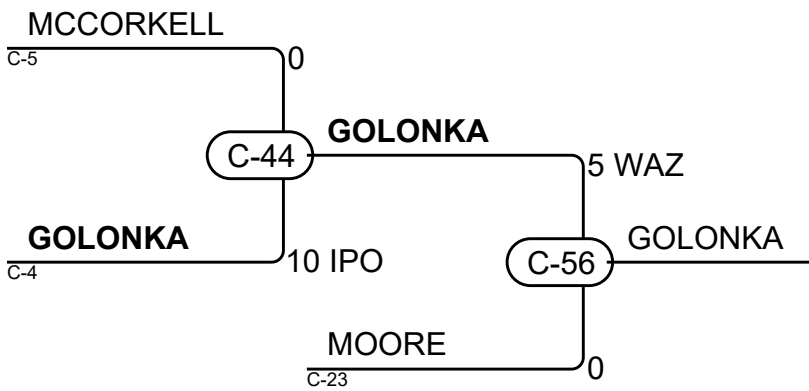 MCCORKELL
C-5
0
C-44
GOLONKA
5 WAZ
GOLONKA
C-4
10 IPO
C-56
GOLONKA
MOORE
C-23
0